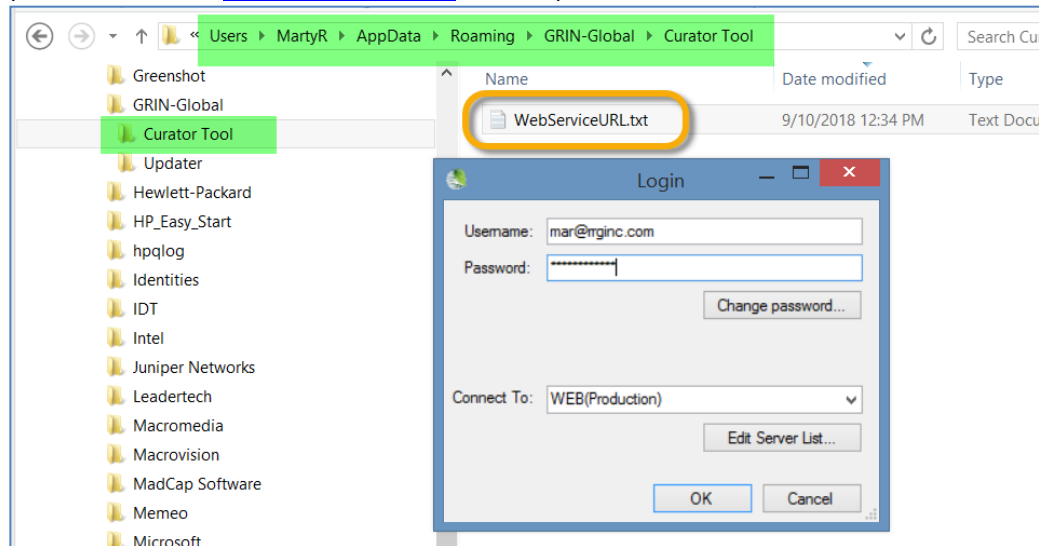 « Users ▸ MartyR ▸ AppData ▸ Roaming ▸ GRIN-Global ▸ Curator Tool
Search Cu
Greenshot
GRIN-Global
Curator Tool
Updater
Hewlett-Packard
HP_Easy_Start
hpqlog
Identities
IDT
Intel
Juniper Networks
Leadertech
Macromedia
Macrovision
MadCap Software
Memeo
Microsoft
Name Date modified Type
WebServiceURL.txt 9/10/2018 12:34 PM Text Docu
Login
Username: mar@rrginc.com
Password: *************
Change password...
Connect To: WEB(Production)
Edit Server List...
OK Cancel